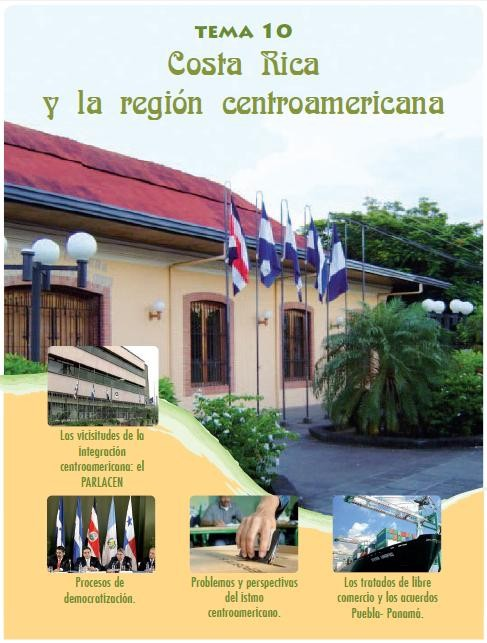 TEMA 10
Costa Rica
y la región centroamericana
Las vicisitudes de la
integración
centroamericana: el
PARLACEN
Procesos de
democratización.
Problemas y perspectivas
del istmo
centroamericano.
Los tratados de libre
comercio y los acuerdos
Puebla- Panamá.